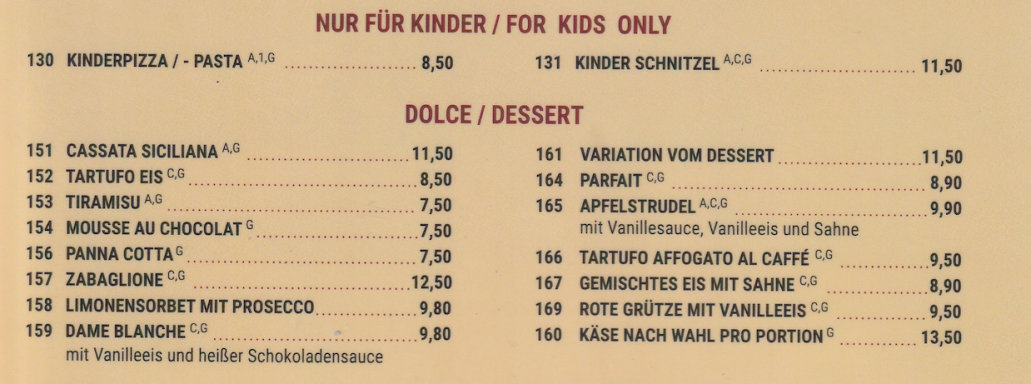 NUR FÜR KINDER / FOR KIDS ONLY
130 KINDERPIZZA / - PASTA A,1,G 8,50
131 KINDER SCHNITZEL A,C,G 11,50
DOLCE / DESSERT
151 CASSATA SICILIANA A,G 11,50
152 TARTUFO EIS C,G 8,50
153 TIRAMISU A,G 7,50
154 MOUSSE AU CHOCOLAT G 7,50
156 PANNA COTTA G 7,50
157 ZABAGLIONE C,G 12,50
158 LIMONENSORBET MIT PROSECCO 9,80
159 DAME BLANCHE C,G 9,80
mit Vanilleeis und heißer Schokoladensauce
161 VARIATION VOM DESSERT 11,50
164 PARFAIT C,G 8,90
165 APFELSTRUDEL A,C,G 9,90
mit Vanillesauce, Vanilleeis und Sahne
166 TARTUFO AFFOGATO AL CAFFÉ C,G 9,50
167 GEMISCHTES EIS MIT SAHNE C,G 8,90
169 ROTE GRÜTZE MIT VANILLEEIS C,G 9,50
160 KÄSE NACH WAHL PRO PORTION G 13,50